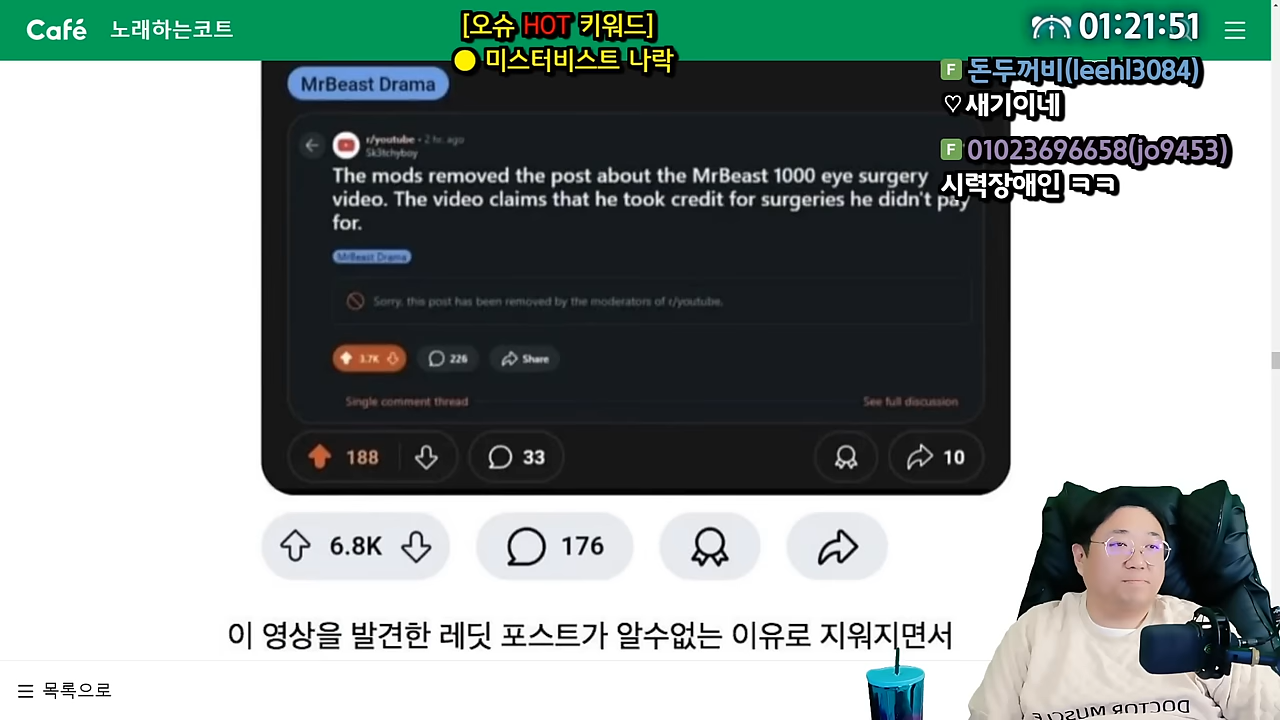 Café 노래하는코트
[오슈 HOT 키워드]
미스터비스트 나락
01:21:51
F 돈두꺼비(leehl3084)
♡새기이네
F 01023696658(jo9453)
시력장애인 ㅋㅋ
MrBeast Drama
r/youtube • 2 hr. ago
Sk3tchyboy
The mods removed the post about the MrBeast 1000 eye surgery
video. The video claims that he took credit for surgeries he didn't pay
for.
MrBeast Drama
Sorry, this post has been removed by the moderators of r/youtube.
3.7K 226 Share
Single comment thread See full discussion
188 33 10
6.8K 176
이 영상을 발견한 레딧 포스트가 알수없는 이유로 지워지면서
목록으로
DOCTOR MUSCLE